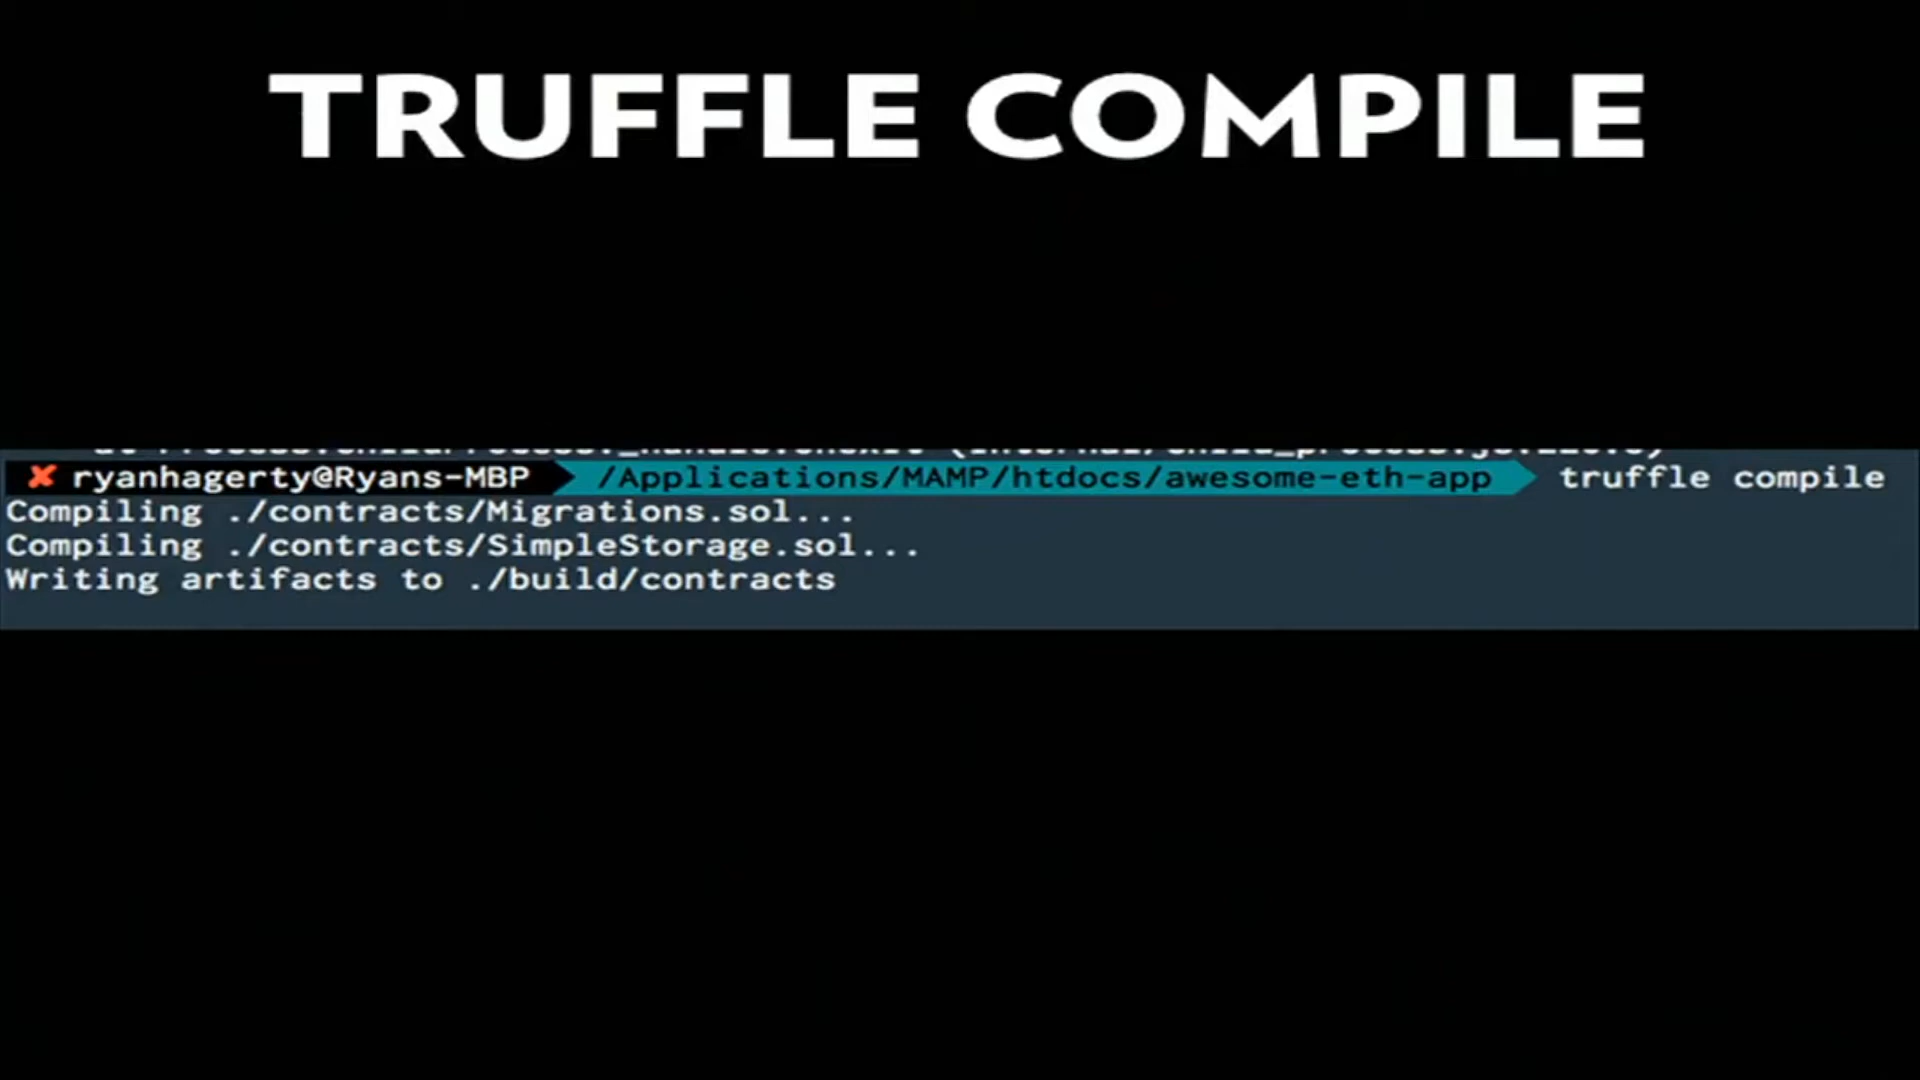 TRUFFLE COMPILE
✘ ryanhagerty@Ryans-MBP /Applications/MAMP/htdocs/awesome-eth-app truffle compile
Compiling ./contracts/Migrations.sol...
Compiling ./contracts/SimpleStorage.sol...
Writing artifacts to ./build/contracts